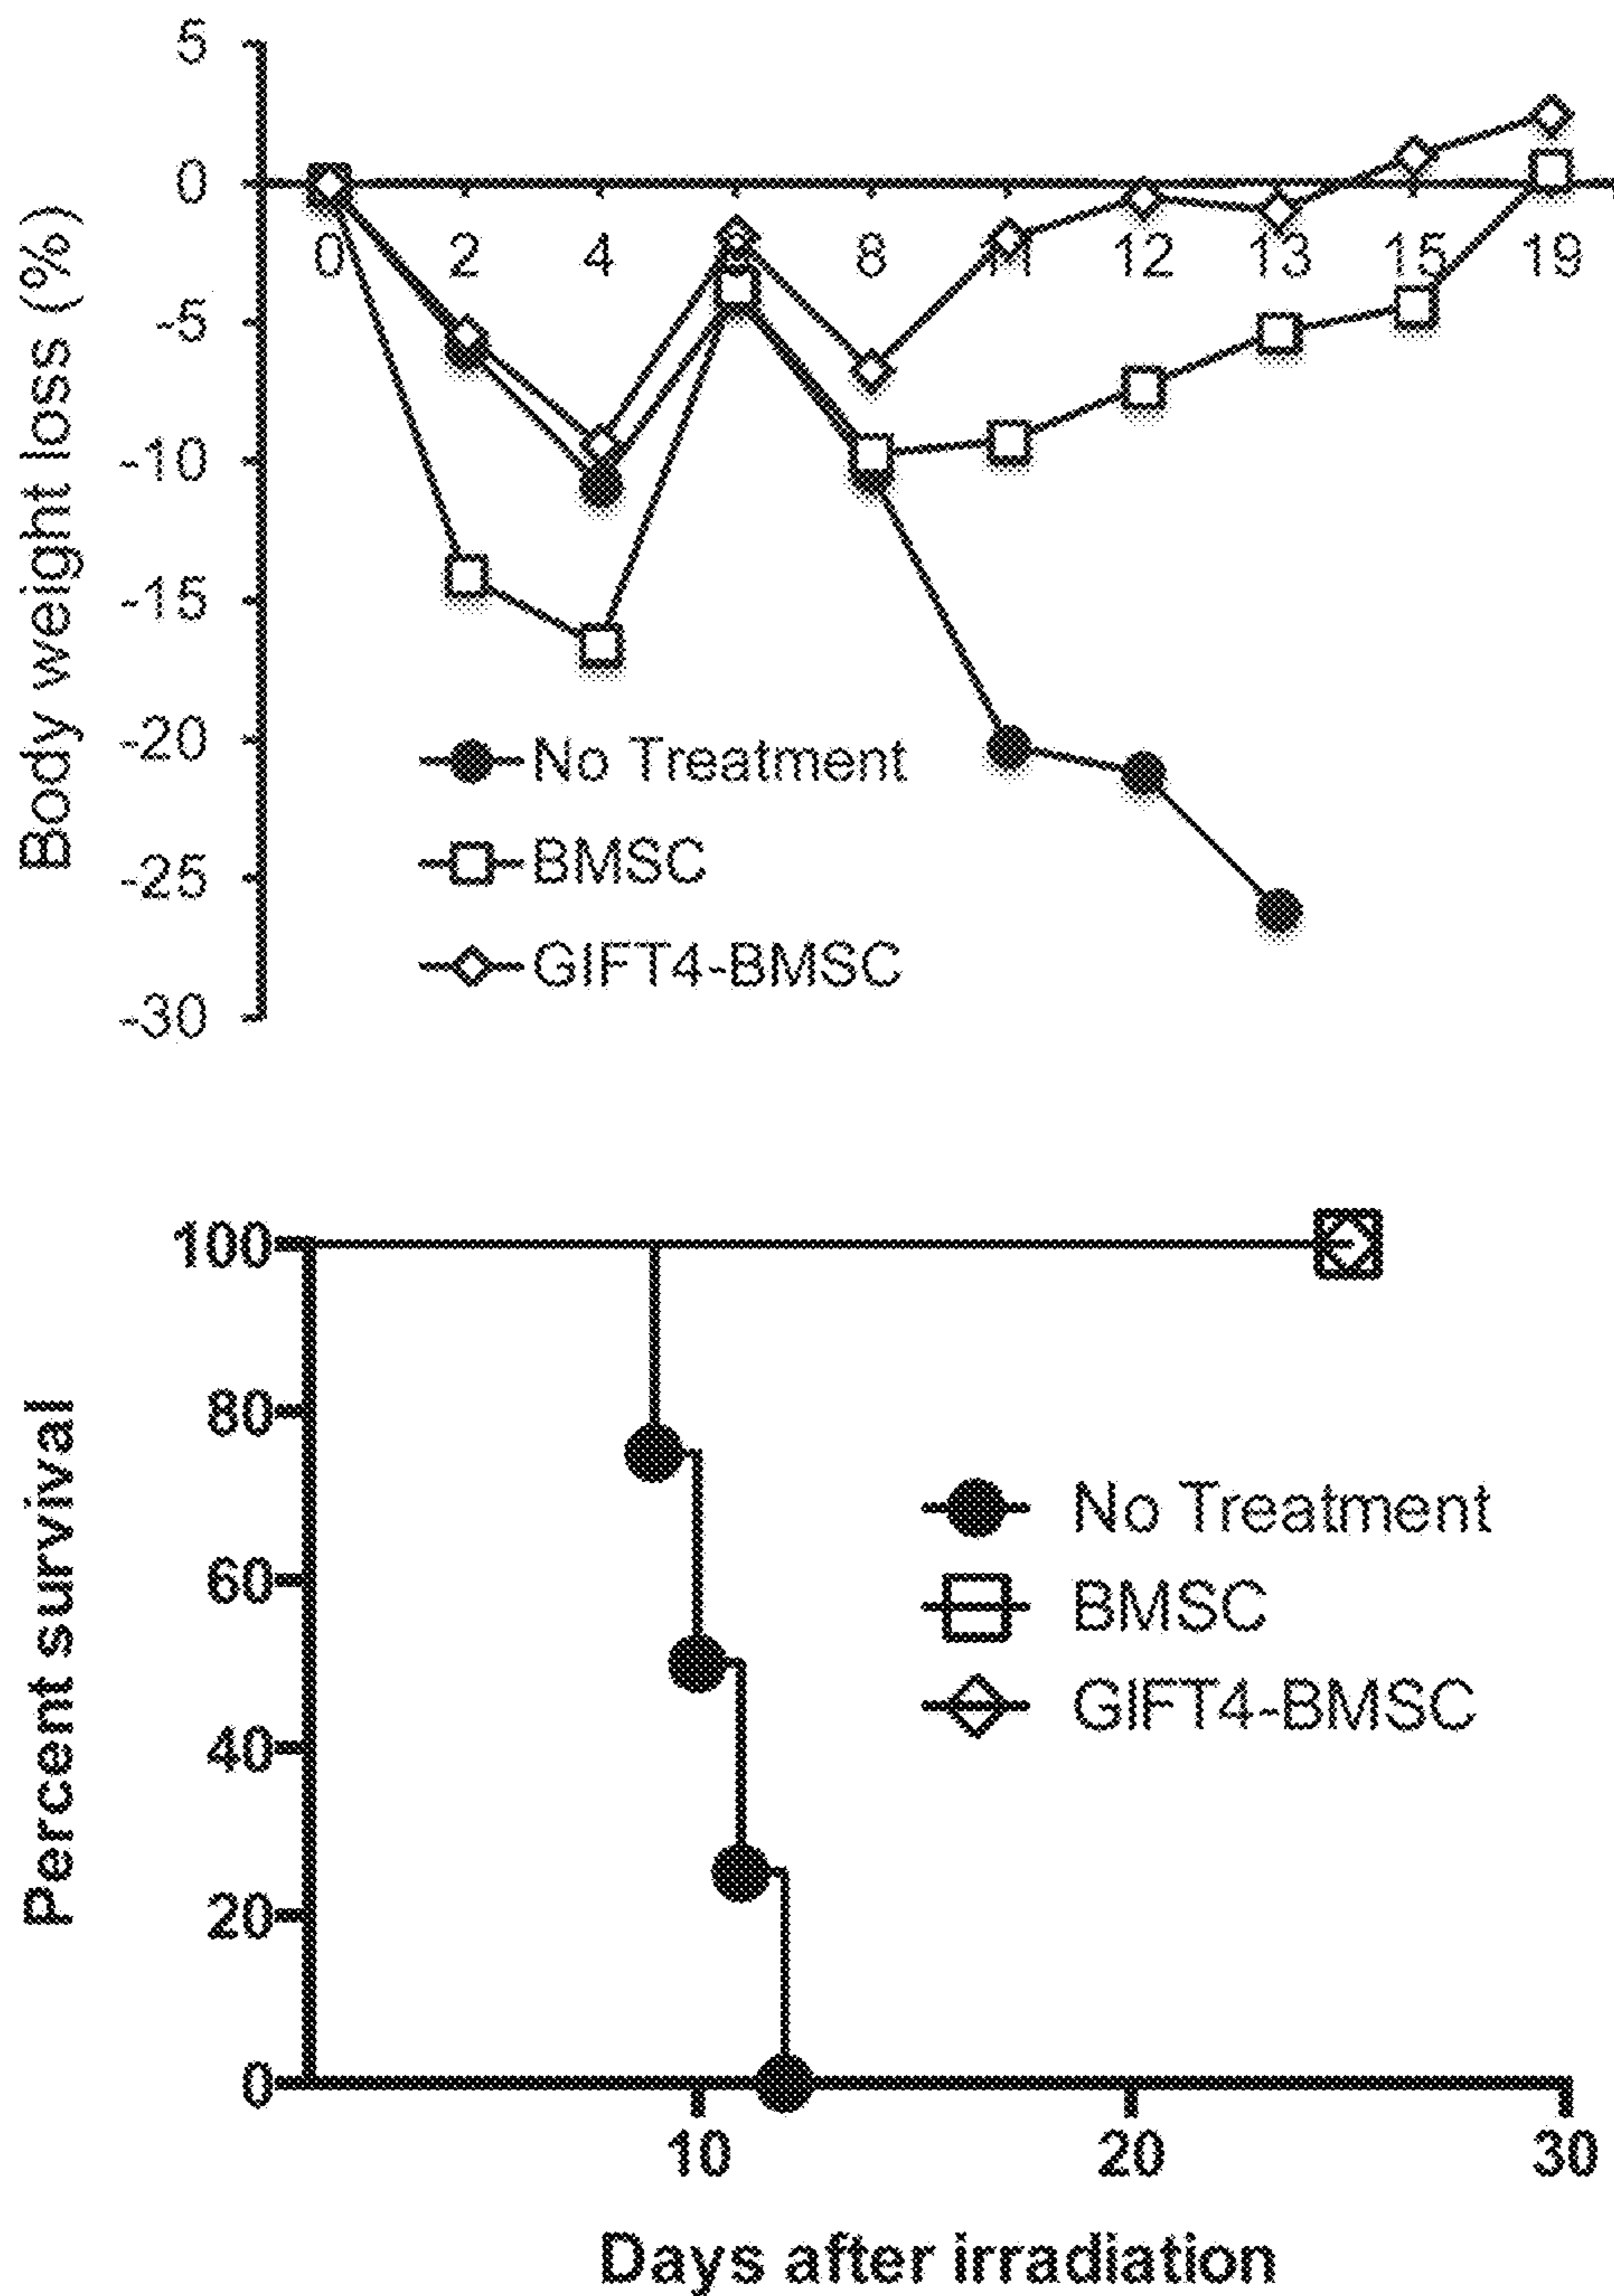 5
0
-5
-10
-15
-20
-25
-30
Body weight loss (%)
0 2 4 8 11 12 13 15 19
No Treatment
BMSC
GIFT4-BMSC
100
80
60
40
20
0
Percent survival
No Treatment
BMSC
GIFT4-BMSC
10 20 30
Days after irradiation